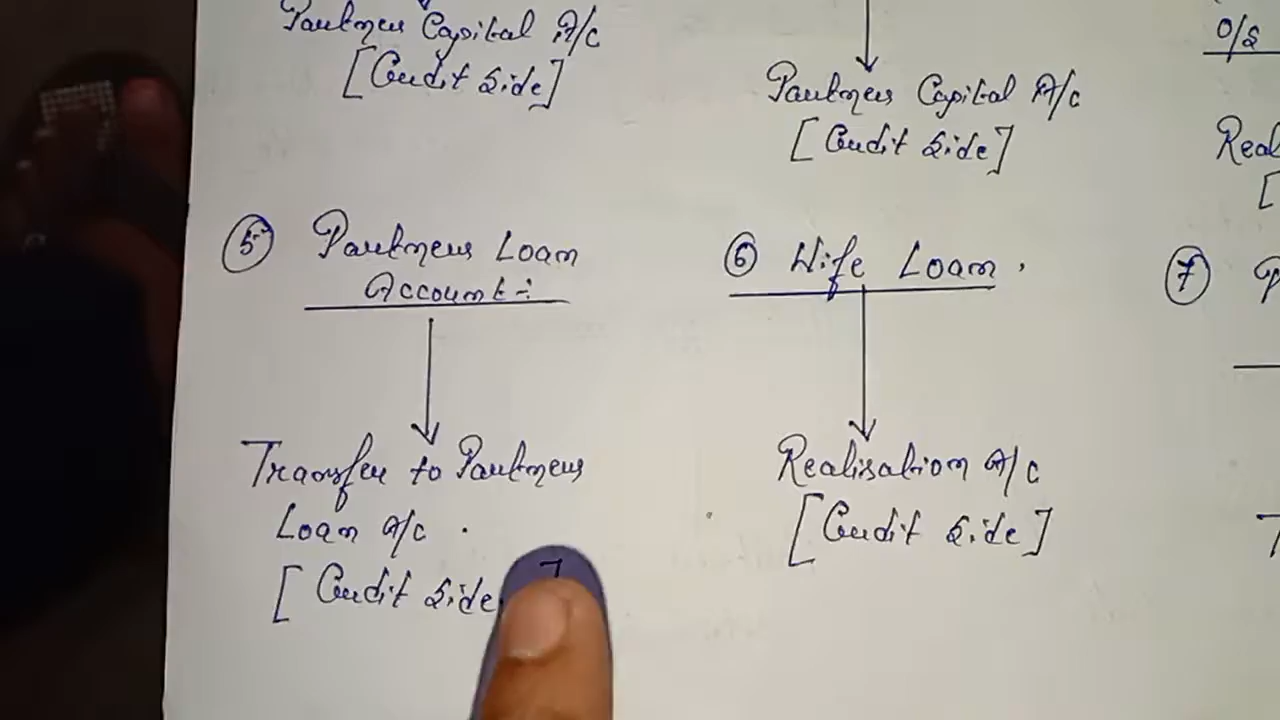 Partners Capital A/c
[Credit Side]
Partners Capital A/c
[Credit Side]
O/S
Real
[
5 Partners Loan
Account :-
Transfer to Partners
Loan A/c .
[Credit Side
6 Wife Loan .
Realisation A/c
[Credit Side]
7 P
T